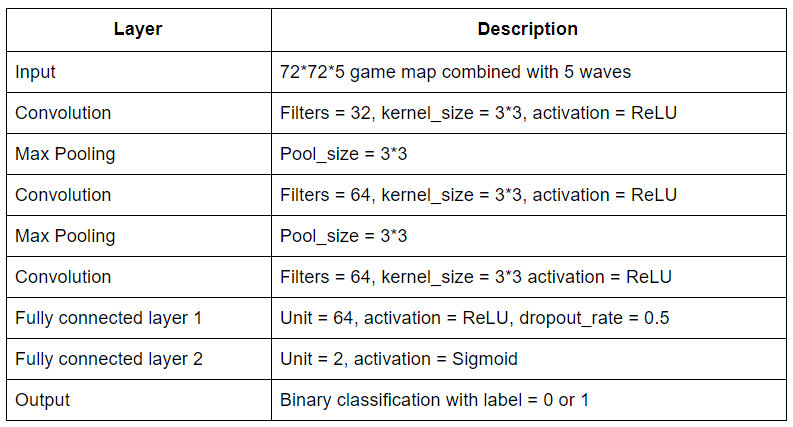 Layer Description
Input 72*72*5 game map combined with 5 waves
Convolution Filters = 32, kernel_size = 3*3, activation = ReLU
Max Pooling Pool_size = 3*3
Convolution Filters = 64, kernel_size = 3*3, activation = ReLU
Max Pooling Pool_size = 3*3
Convolution Filters = 64, kernel_size = 3*3 activation = ReLU
Fully connected layer 1 Unit = 64, activation = ReLU, dropout_rate = 0.5
Fully connected layer 2 Unit = 2, activation = Sigmoid
Output Binary classification with label = 0 or 1